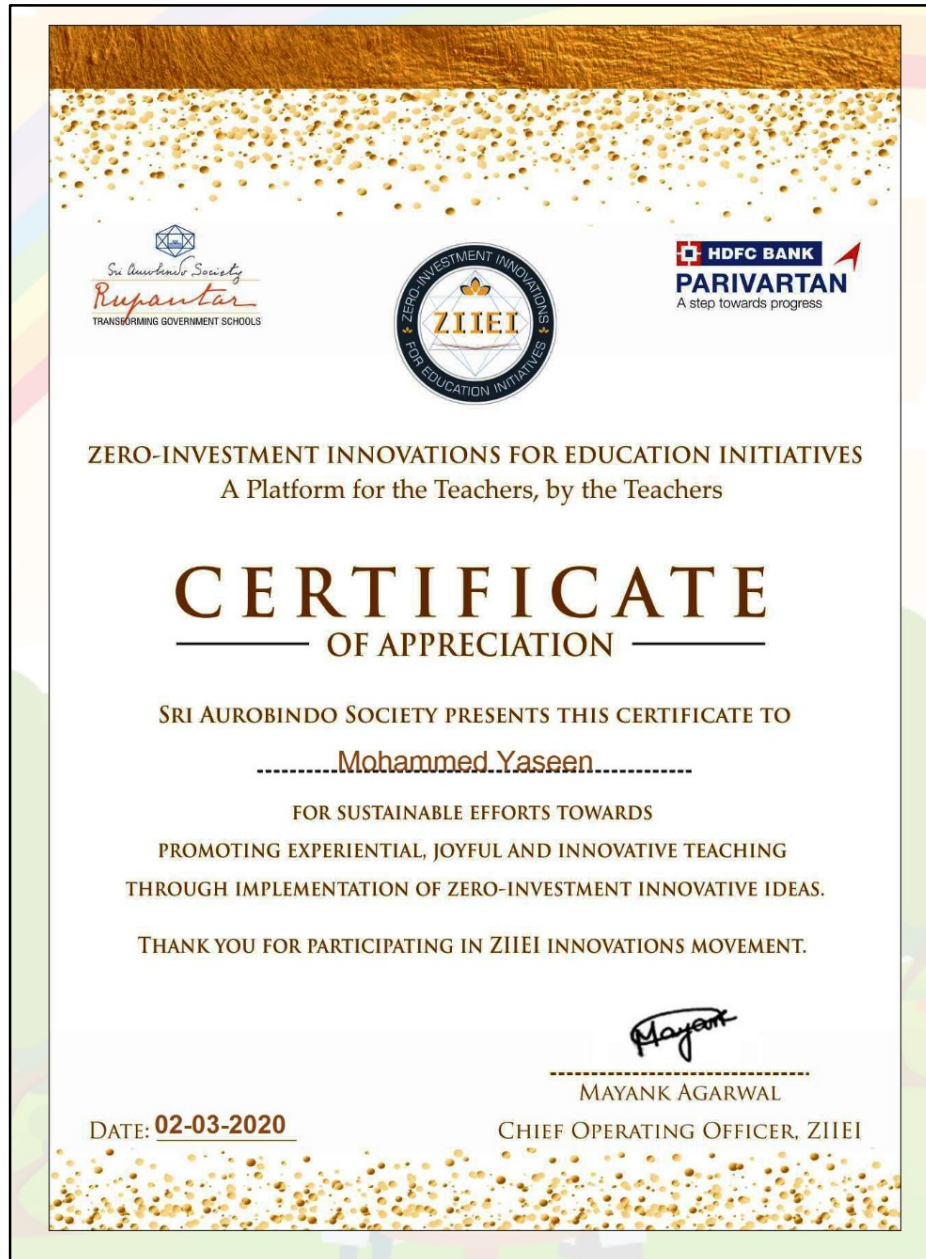 Sri Aurobindo Society
Rupantar
TRANSFORMING GOVERNMENT SCHOOLS
ZERO-INVESTMENT INNOVATIONS
FOR EDUCATION INITIATIVES
ZIIEI
HDFC BANK
PARIVARTAN
A step towards progress
ZERO-INVESTMENT INNOVATIONS FOR EDUCATION INITIATIVES
A Platform for the Teachers, by the Teachers
CERTIFICATE
OF APPRECIATION
SRI AUROBINDO SOCIETY PRESENTS THIS CERTIFICATE TO
Mohammed Yaseen
FOR SUSTAINABLE EFFORTS TOWARDS
PROMOTING EXPERIENTIAL, JOYFUL AND INNOVATIVE TEACHING
THROUGH IMPLEMENTATION OF ZERO-INVESTMENT INNOVATIVE IDEAS.
THANK YOU FOR PARTICIPATING IN ZIIEI INNOVATIONS MOVEMENT.
Mayank
MAYANK AGARWAL
DATE: 02-03-2020 CHIEF OPERATING OFFICER, ZIIEI